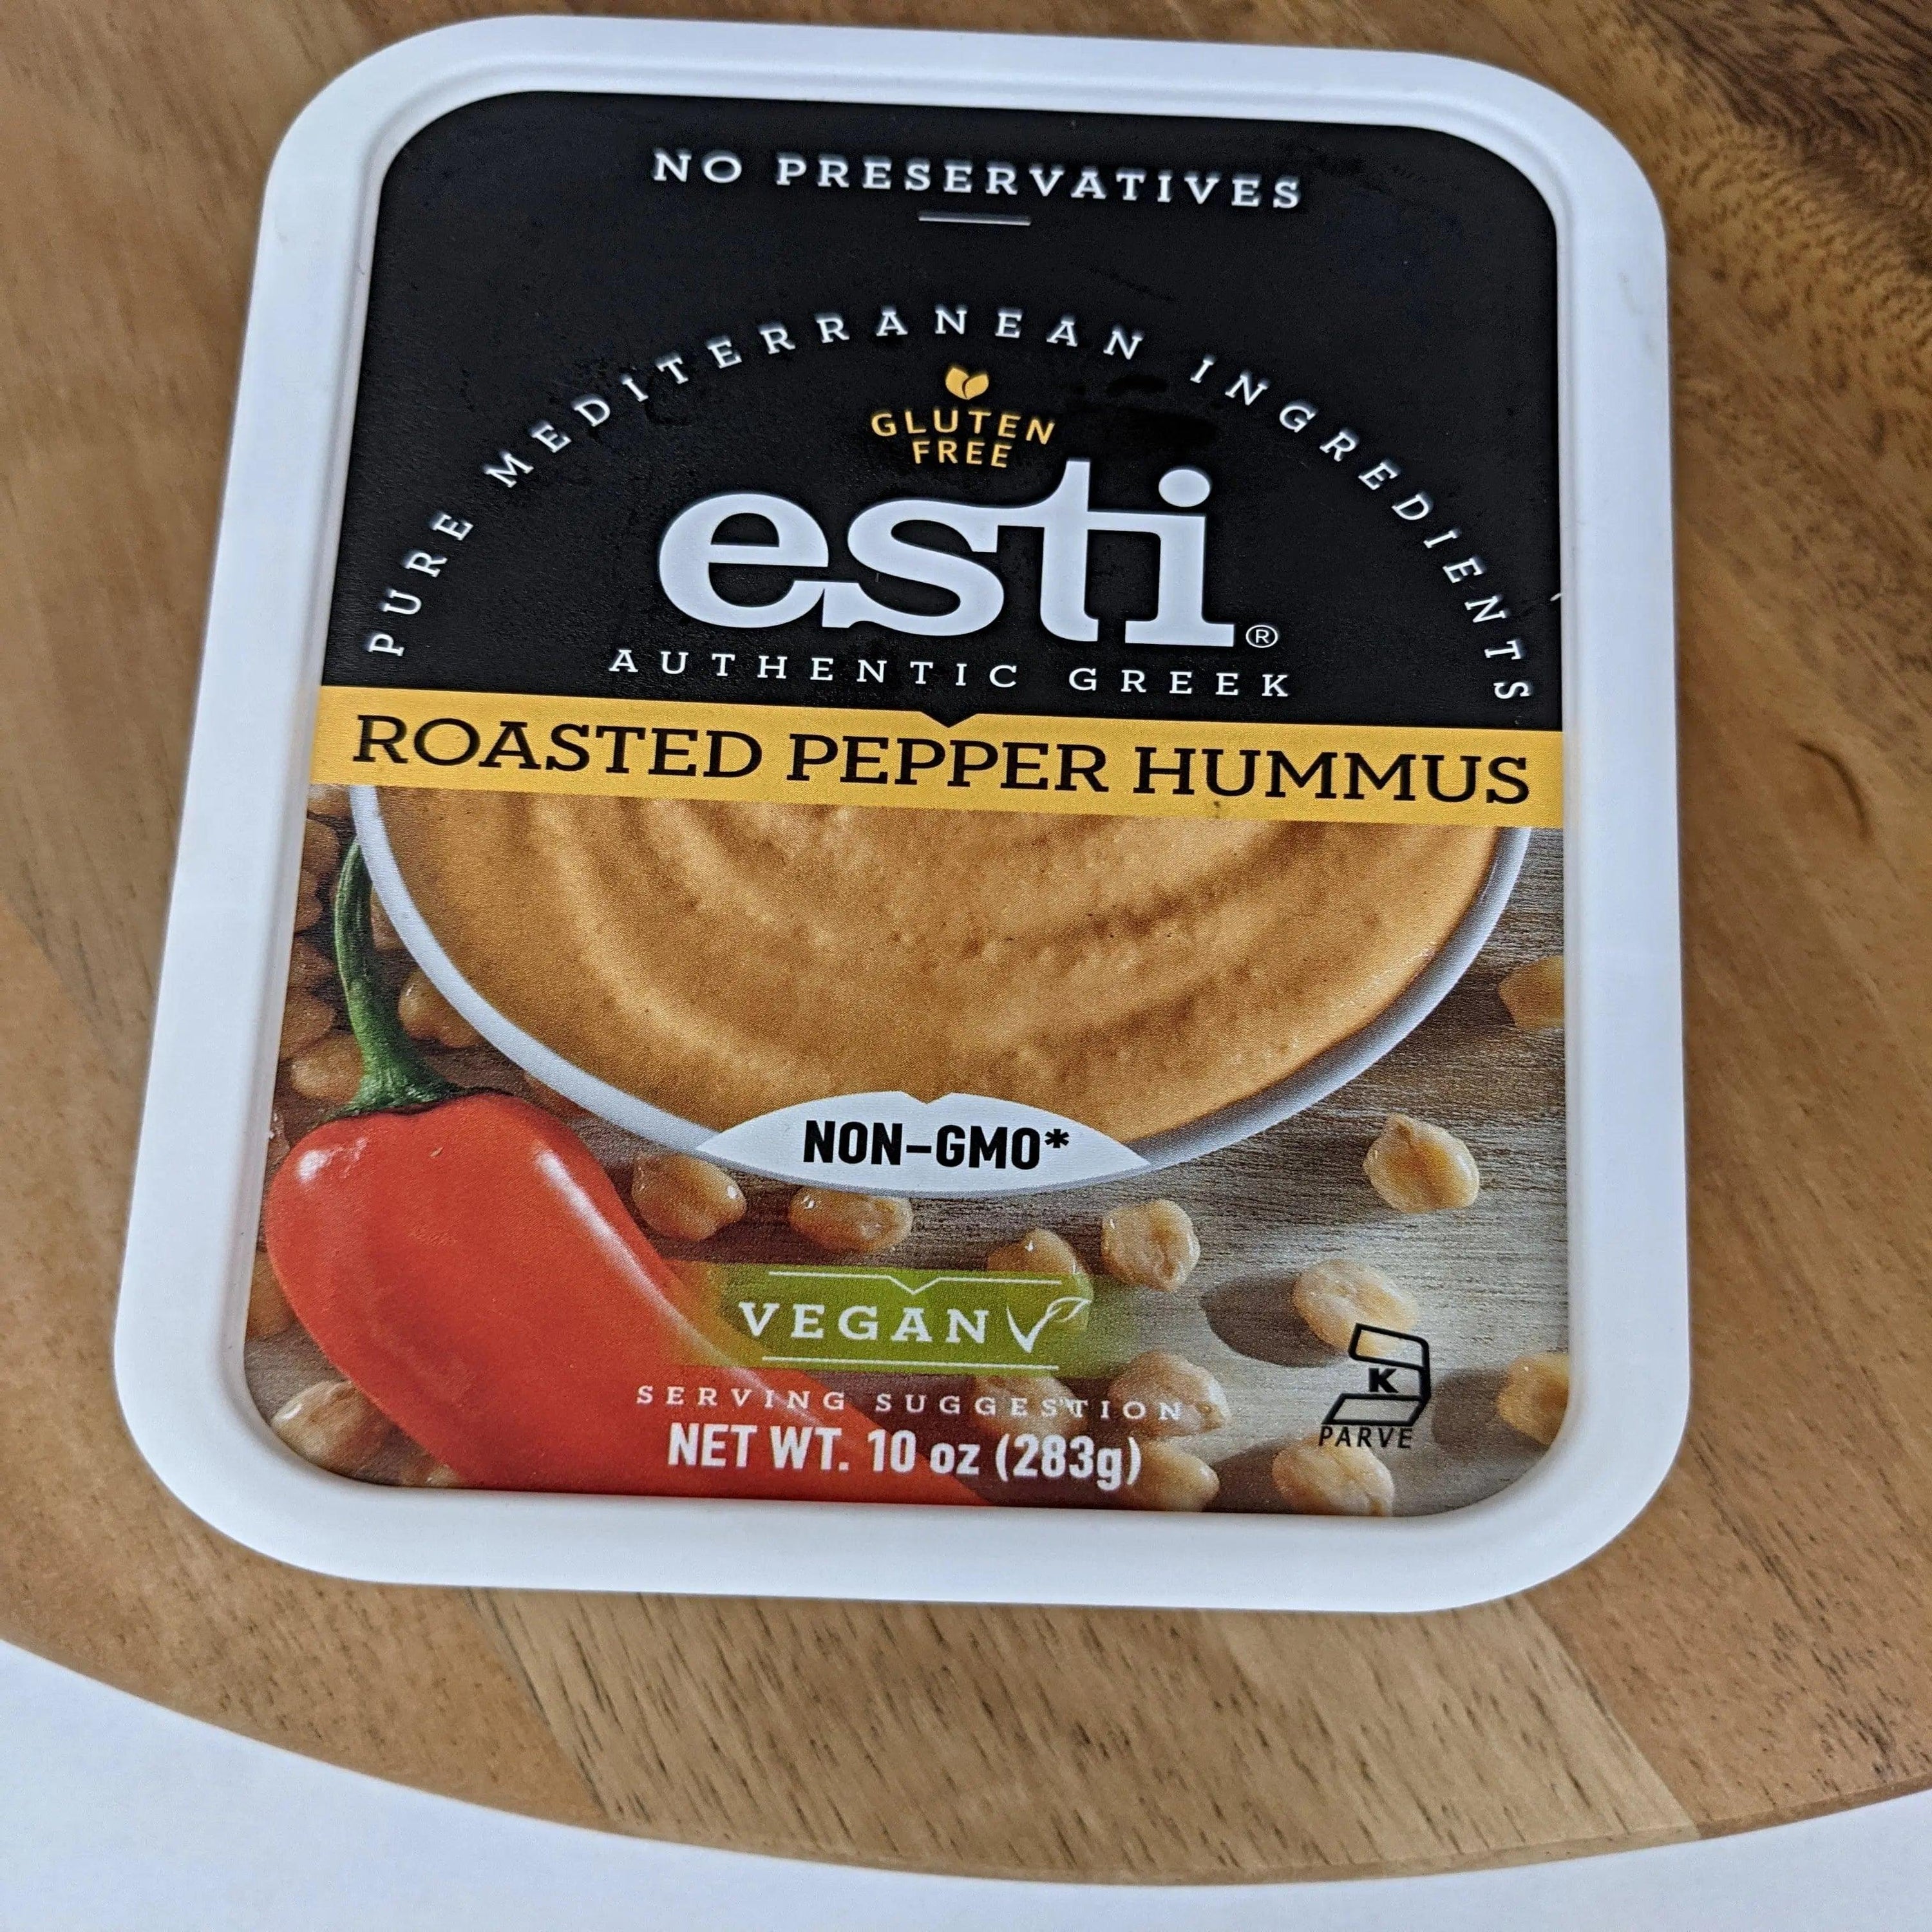 NO PRESERVATIVES
PURE MEDITERRANEAN INGREDIENTS
GLUTEN
FREE
esti®
AUTHENTIC GREEK
ROASTED PEPPER HUMMUS
NON-GMO*
VEGAN
SERVING SUGGESTION
NET WT. 10 oz (283g)
K
PARVE